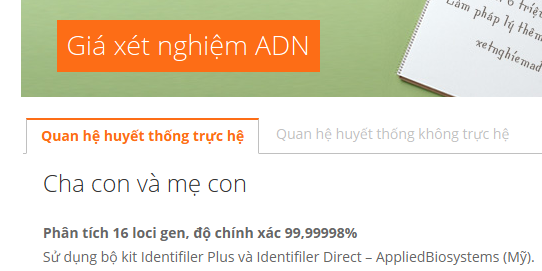 6 triệu
Làm pháp lý thêm
xetnghiemad
Giá xét nghiệm ADN
Quan hệ huyết thống trực hệ
Quan hệ huyết thống không trực hệ
Cha con và mẹ con
Phân tích 16 loci gen, độ chính xác 99,99998%
Sử dụng bộ kit Identifiler Plus và Identifiler Direct – AppliedBiosystems (Mỹ).